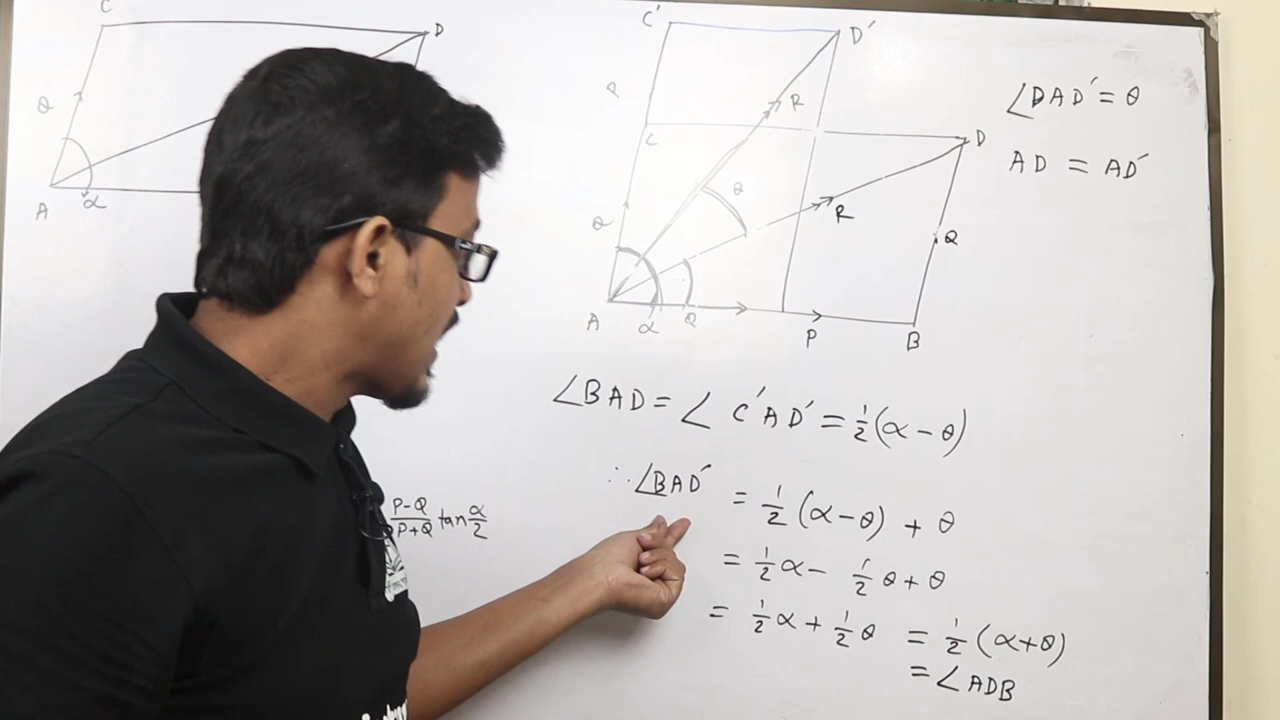 C
D
Q
A
α
C′
D′
P
R
C
D
θ
R
Q
Q
A
α
Q
P
B
∠DAD′ = θ
AD = AD′
∠BAD = ∠C′AD′ = 1/2(α − θ)
∴ ∠BAD′ = 1/2(α − θ) + θ
= 1/2α − 1/2θ + θ
= 1/2α + 1/2θ = 1/2(α+θ)
= ∠ADB
P-Q/P+Q tan α/2